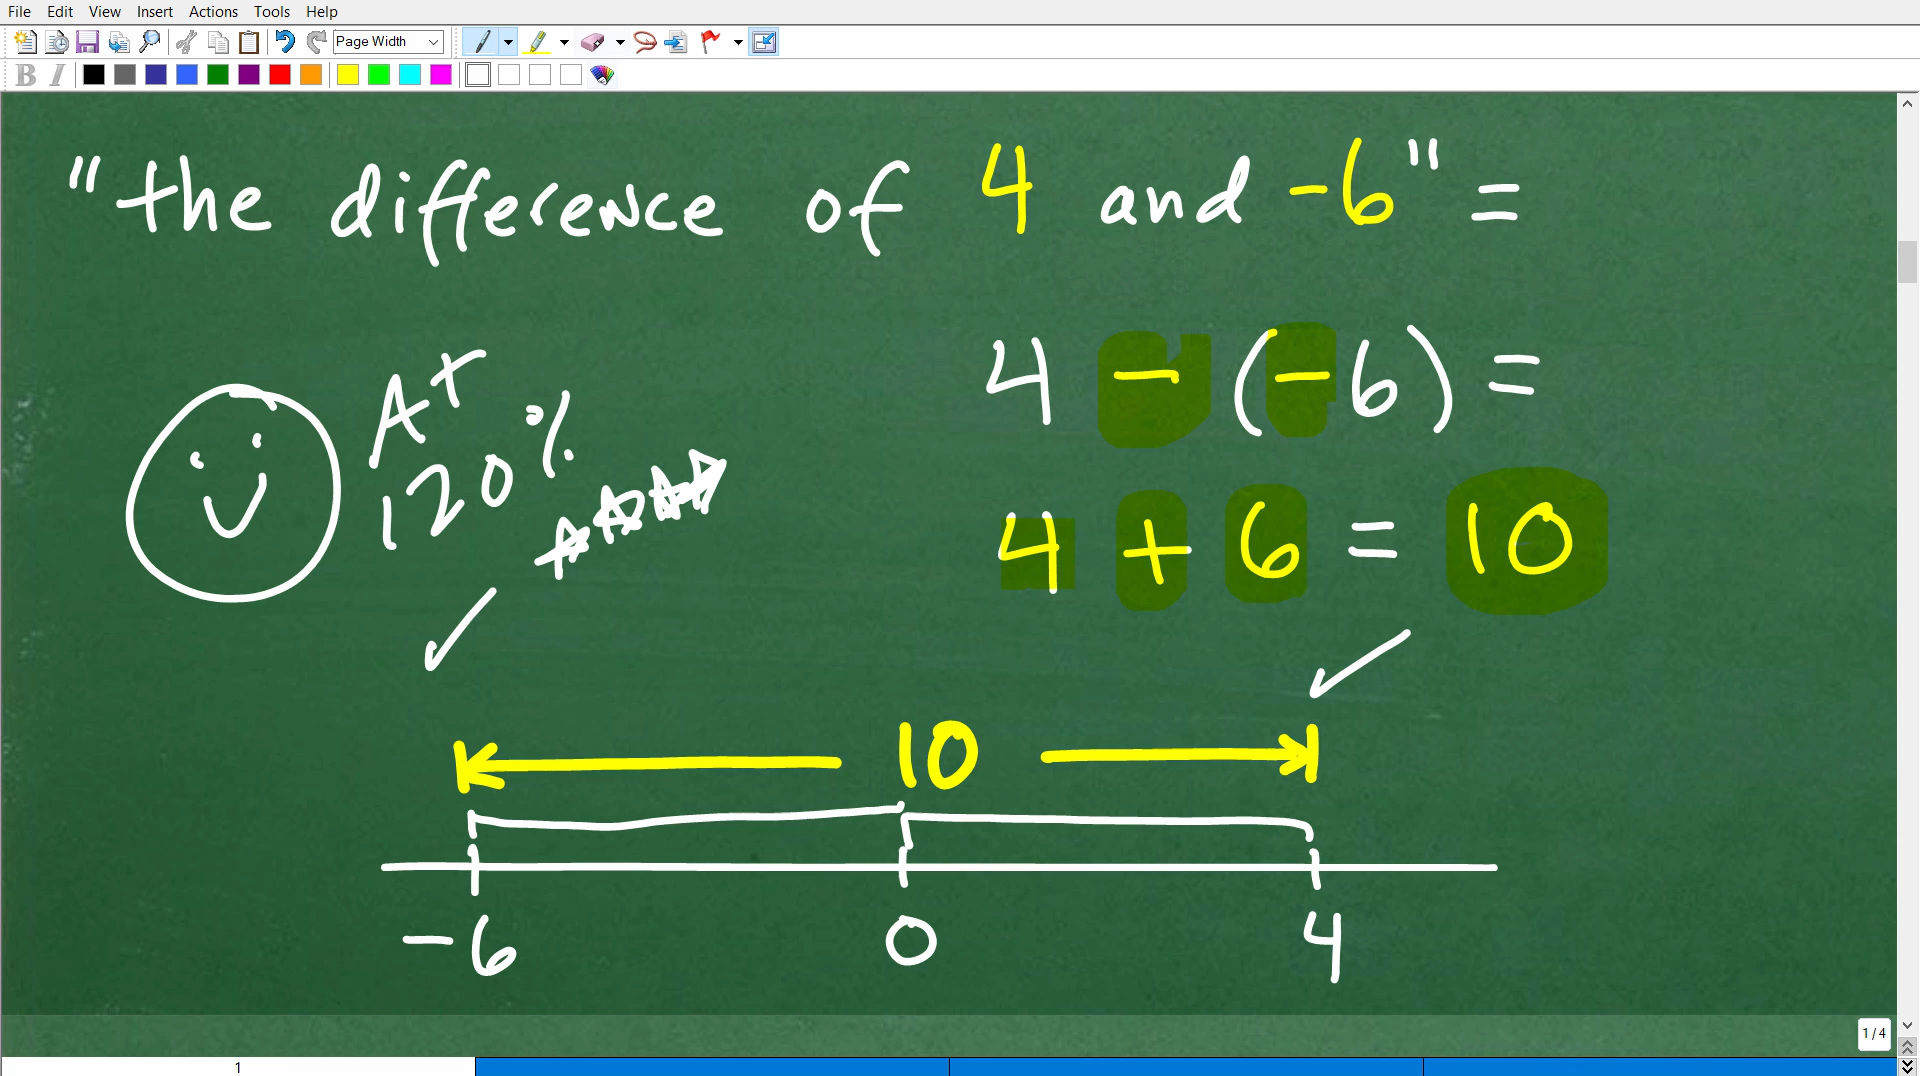 File Edit View Insert Actions Tools Help
Page Width
B I
"the difference of 4 and -6" =
4 - (-6) =
A+
120%
4 + 6 = 10
10
-6 0 4
1 / 4
1